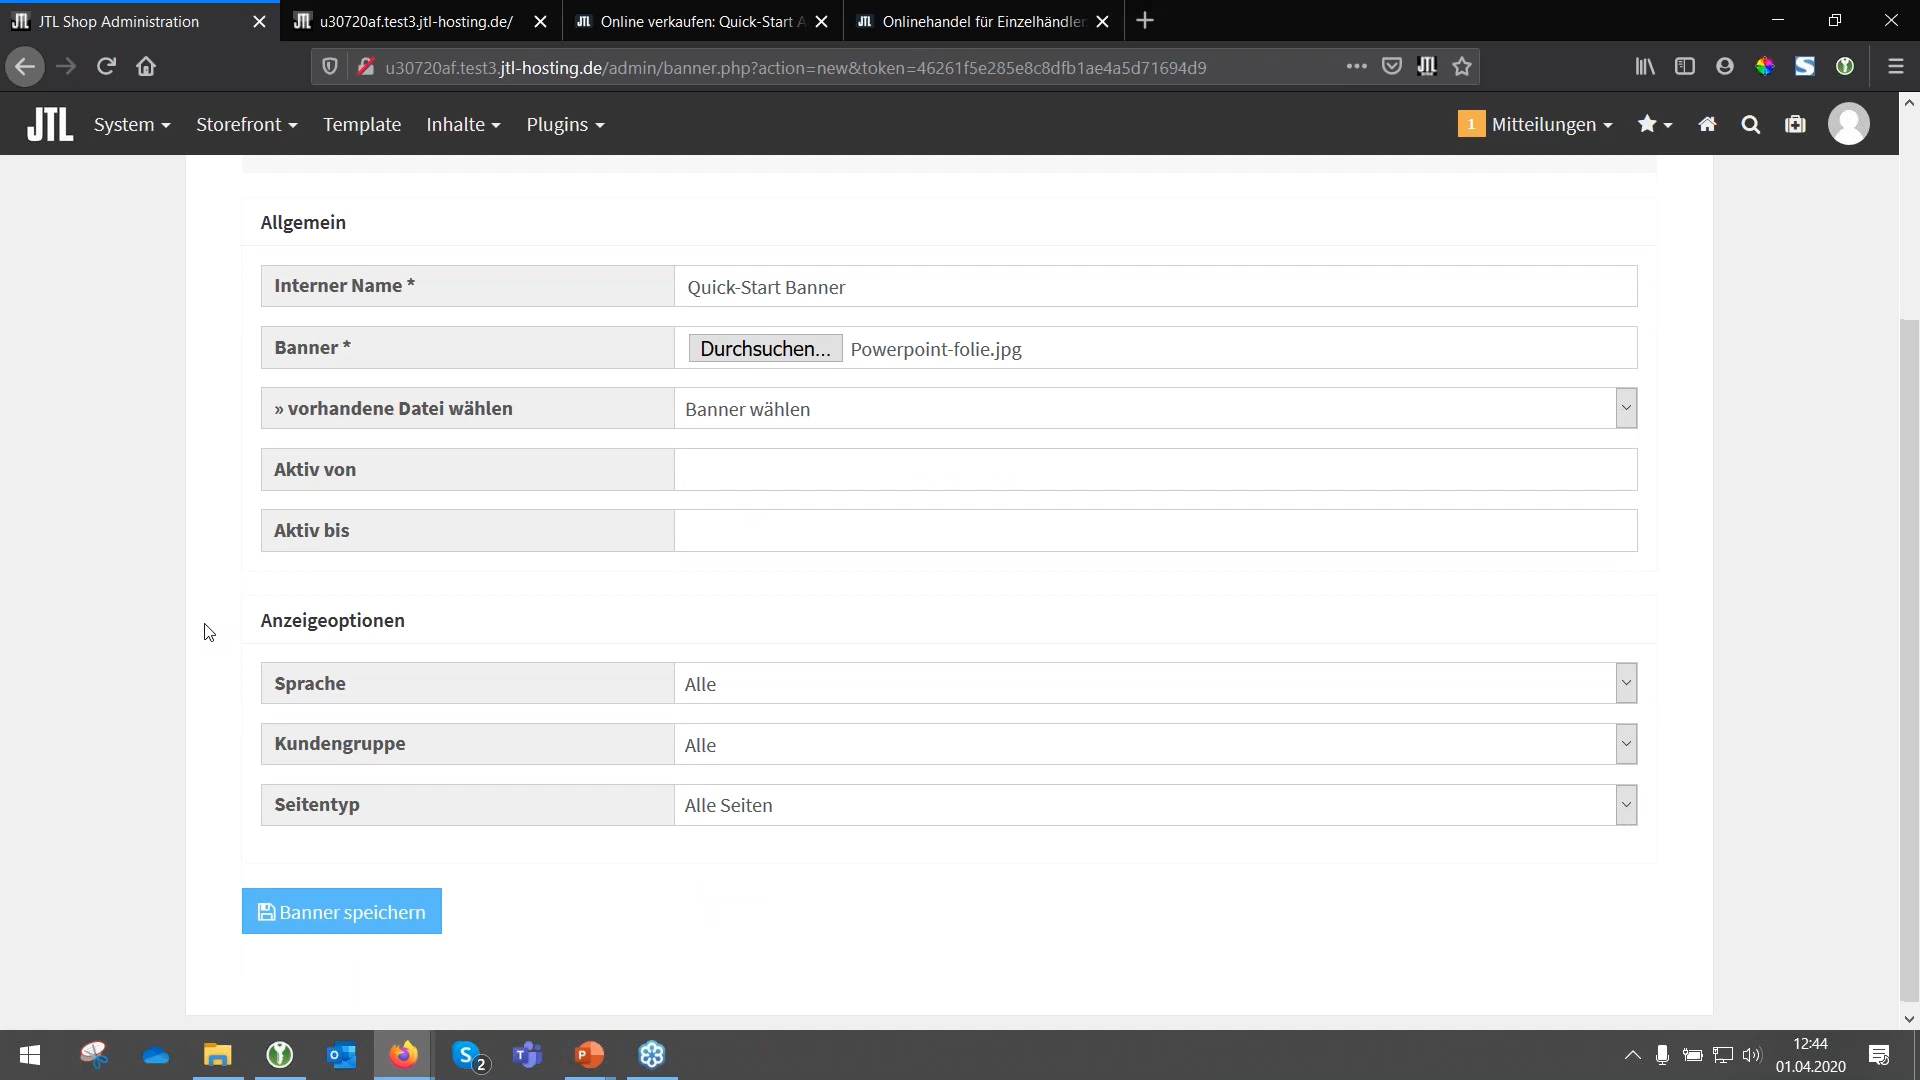 JTL Shop Administration
u30720af.test3.jtl-hosting.de/
Online verkaufen: Quick-Start A
Onlinehandel für Einzelhändler
u30720af.test3.jtl-hosting.de/admin/banner.php?action=new&token=46261f5e285e8c8dfb1ae4a5d71694d9
JTL System Storefront Template Inhalte Plugins 1 Mitteilungen
Allgemein
Interner Name * Quick-Start Banner
Banner * Durchsuchen... Powerpoint-folie.jpg
» vorhandene Datei wählen Banner wählen
Aktiv von
Aktiv bis
Anzeigeoptionen
Sprache Alle
Kundengruppe Alle
Seitentyp Alle Seiten
Banner speichern
2
12:44
01.04.2020